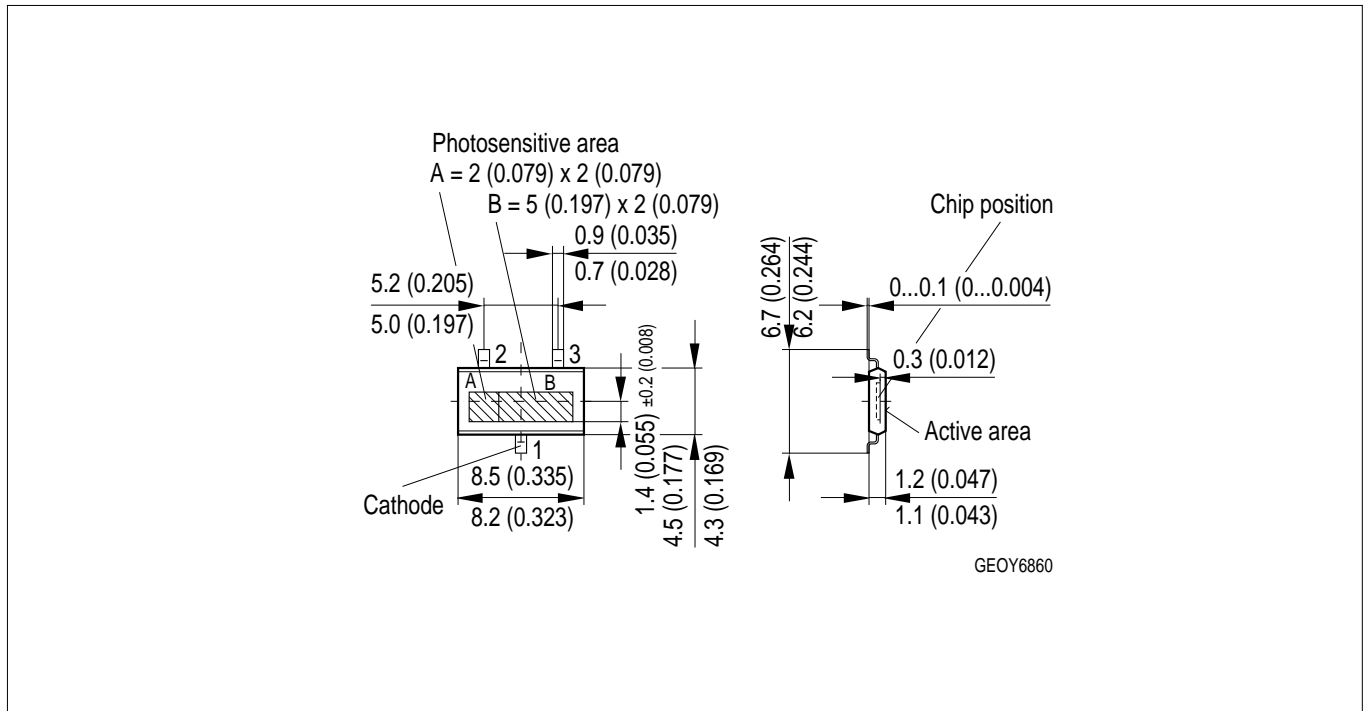 Photosensitive area
A = 2 (0.079) x 2 (0.079)
B = 5 (0.197) x 2 (0.079)
0.9 (0.035)
0.7 (0.028)
5.2 (0.205)
5.0 (0.197)
2
3
A
B
1
Cathode
8.5 (0.335)
8.2 (0.323)
1.4 (0.055) ±0.2 (0.008)
4.5 (0.177)
4.3 (0.169)
Chip position
6.7 (0.264)
6.2 (0.244)
0...0.1 (0...0.004)
0.3 (0.012)
Active area
1.2 (0.047)
1.1 (0.043)
GEOY6860